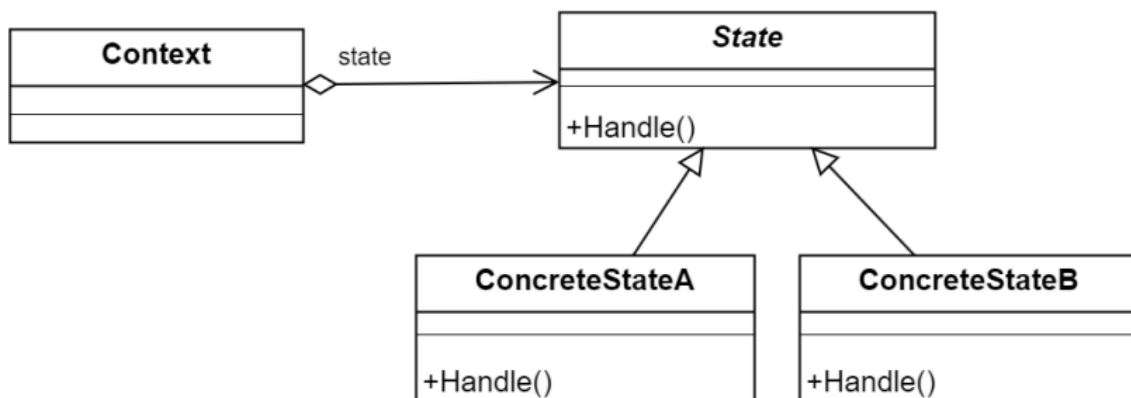 Context
state
State
+Handle()
ConcreteStateA
+Handle()
ConcreteStateB
+Handle()